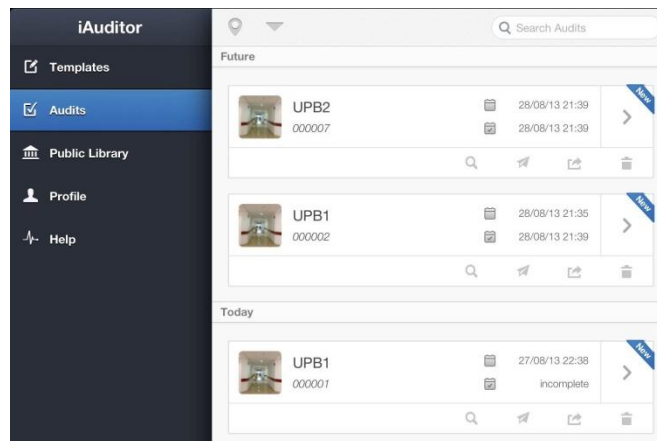 iAuditor
Search Audits
Templates
Audits
Public Library
Profile
Help
Future
UPB2
28/08/13 21:39
New
000007
28/08/13 21:39
UPB1
28/08/13 21:35
New
000002
28/08/13 21:39
Today
UPB1
27/08/13 22:38
New
000001
incomplete